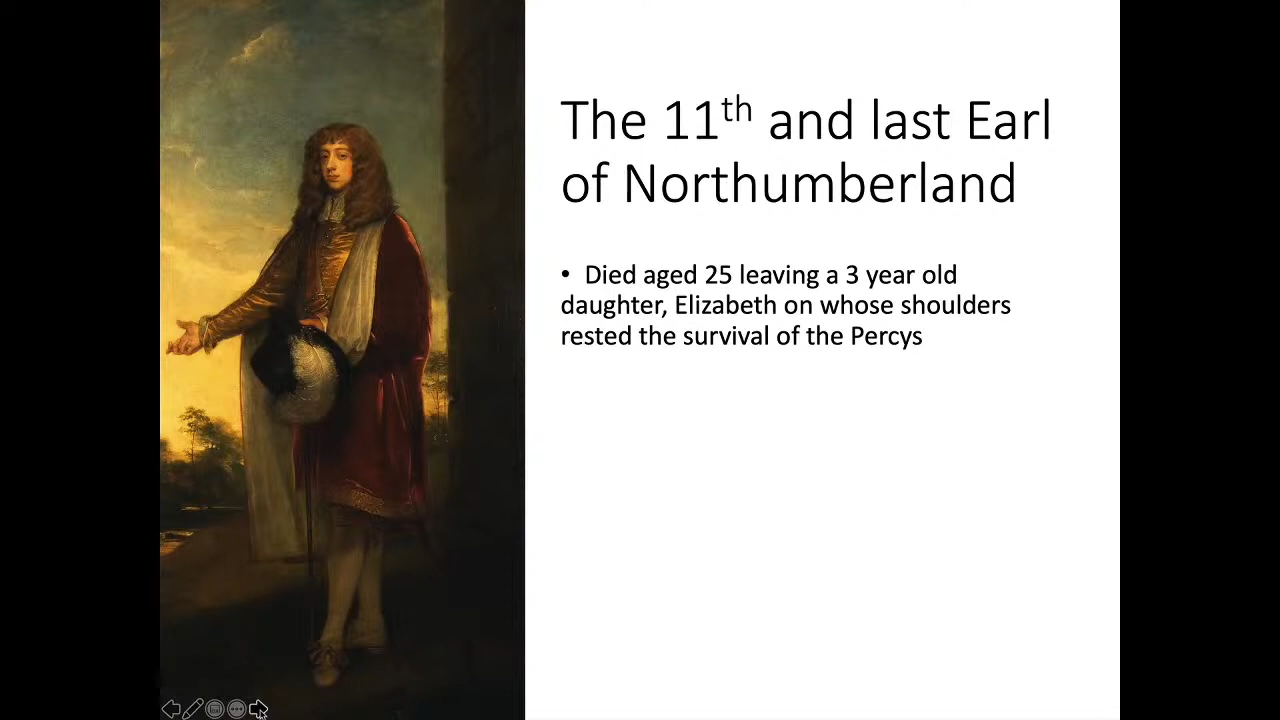 The 11th and last Earl
of Northumberland
• Died aged 25 leaving a 3 year old
daughter, Elizabeth on whose shoulders
rested the survival of the Percys